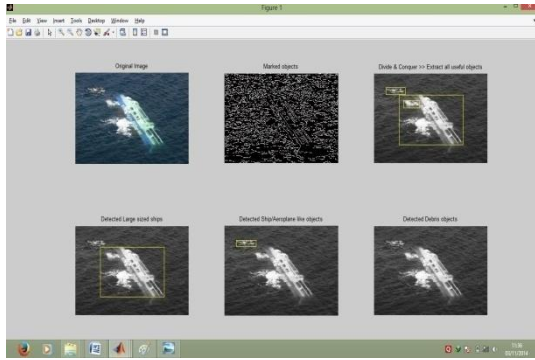 Figure 1
File Edit View Insert Tools Desktop Window Help
Original Image
Marked objects
Divide & Conquer >> Extract all useful objects
Detected Large sized ships
Detected Ship/Aeroplane like objects
Detected Debris objects